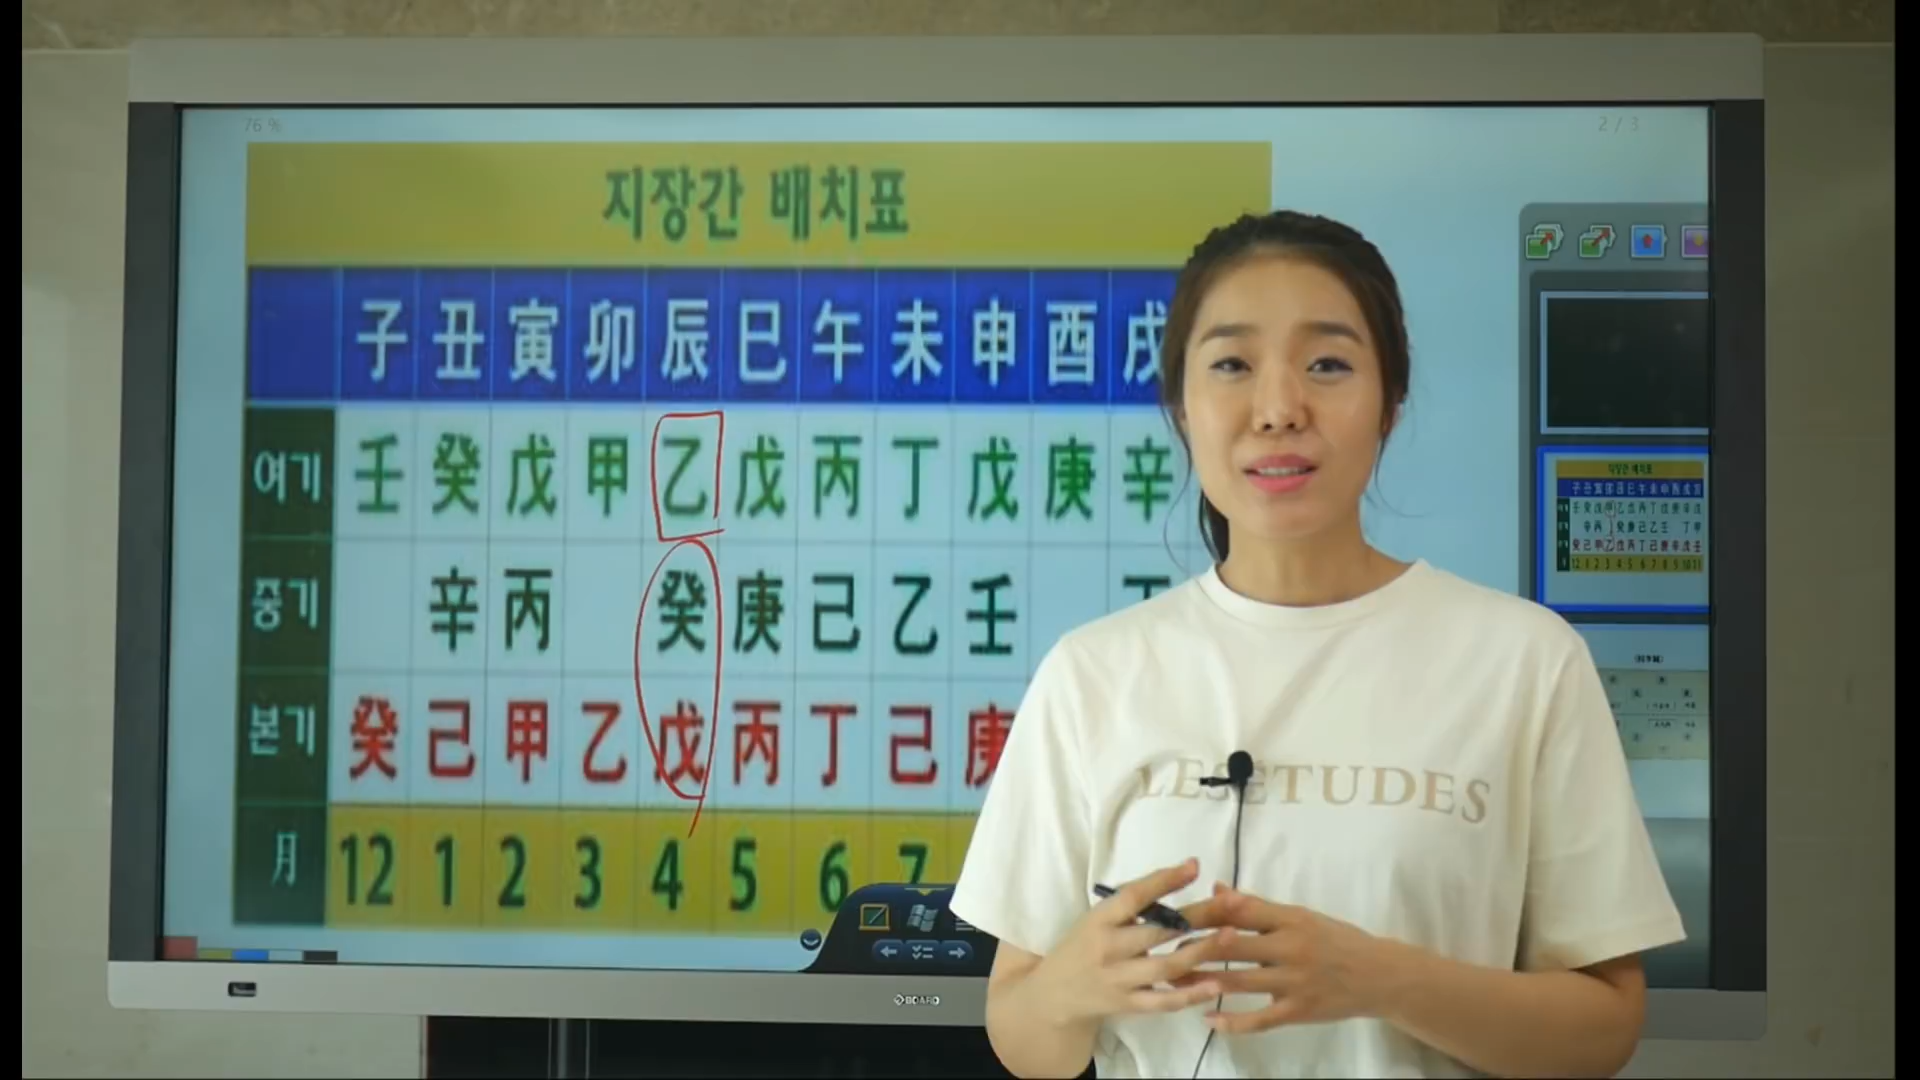 76 %
2 / 3
지장간 배치표
子 丑 寅 卯 辰 巳 午 未 申 酉 戌
여기 壬 癸 戊 甲 乙 戊 丙 丁 戊 庚 辛
중기 辛 丙 癸 庚 己 乙 壬
본기 癸 己 甲 乙 戊 丙 丁 己 庚
月 12 1 2 3 4 5 6 7
LES ÉTUDES